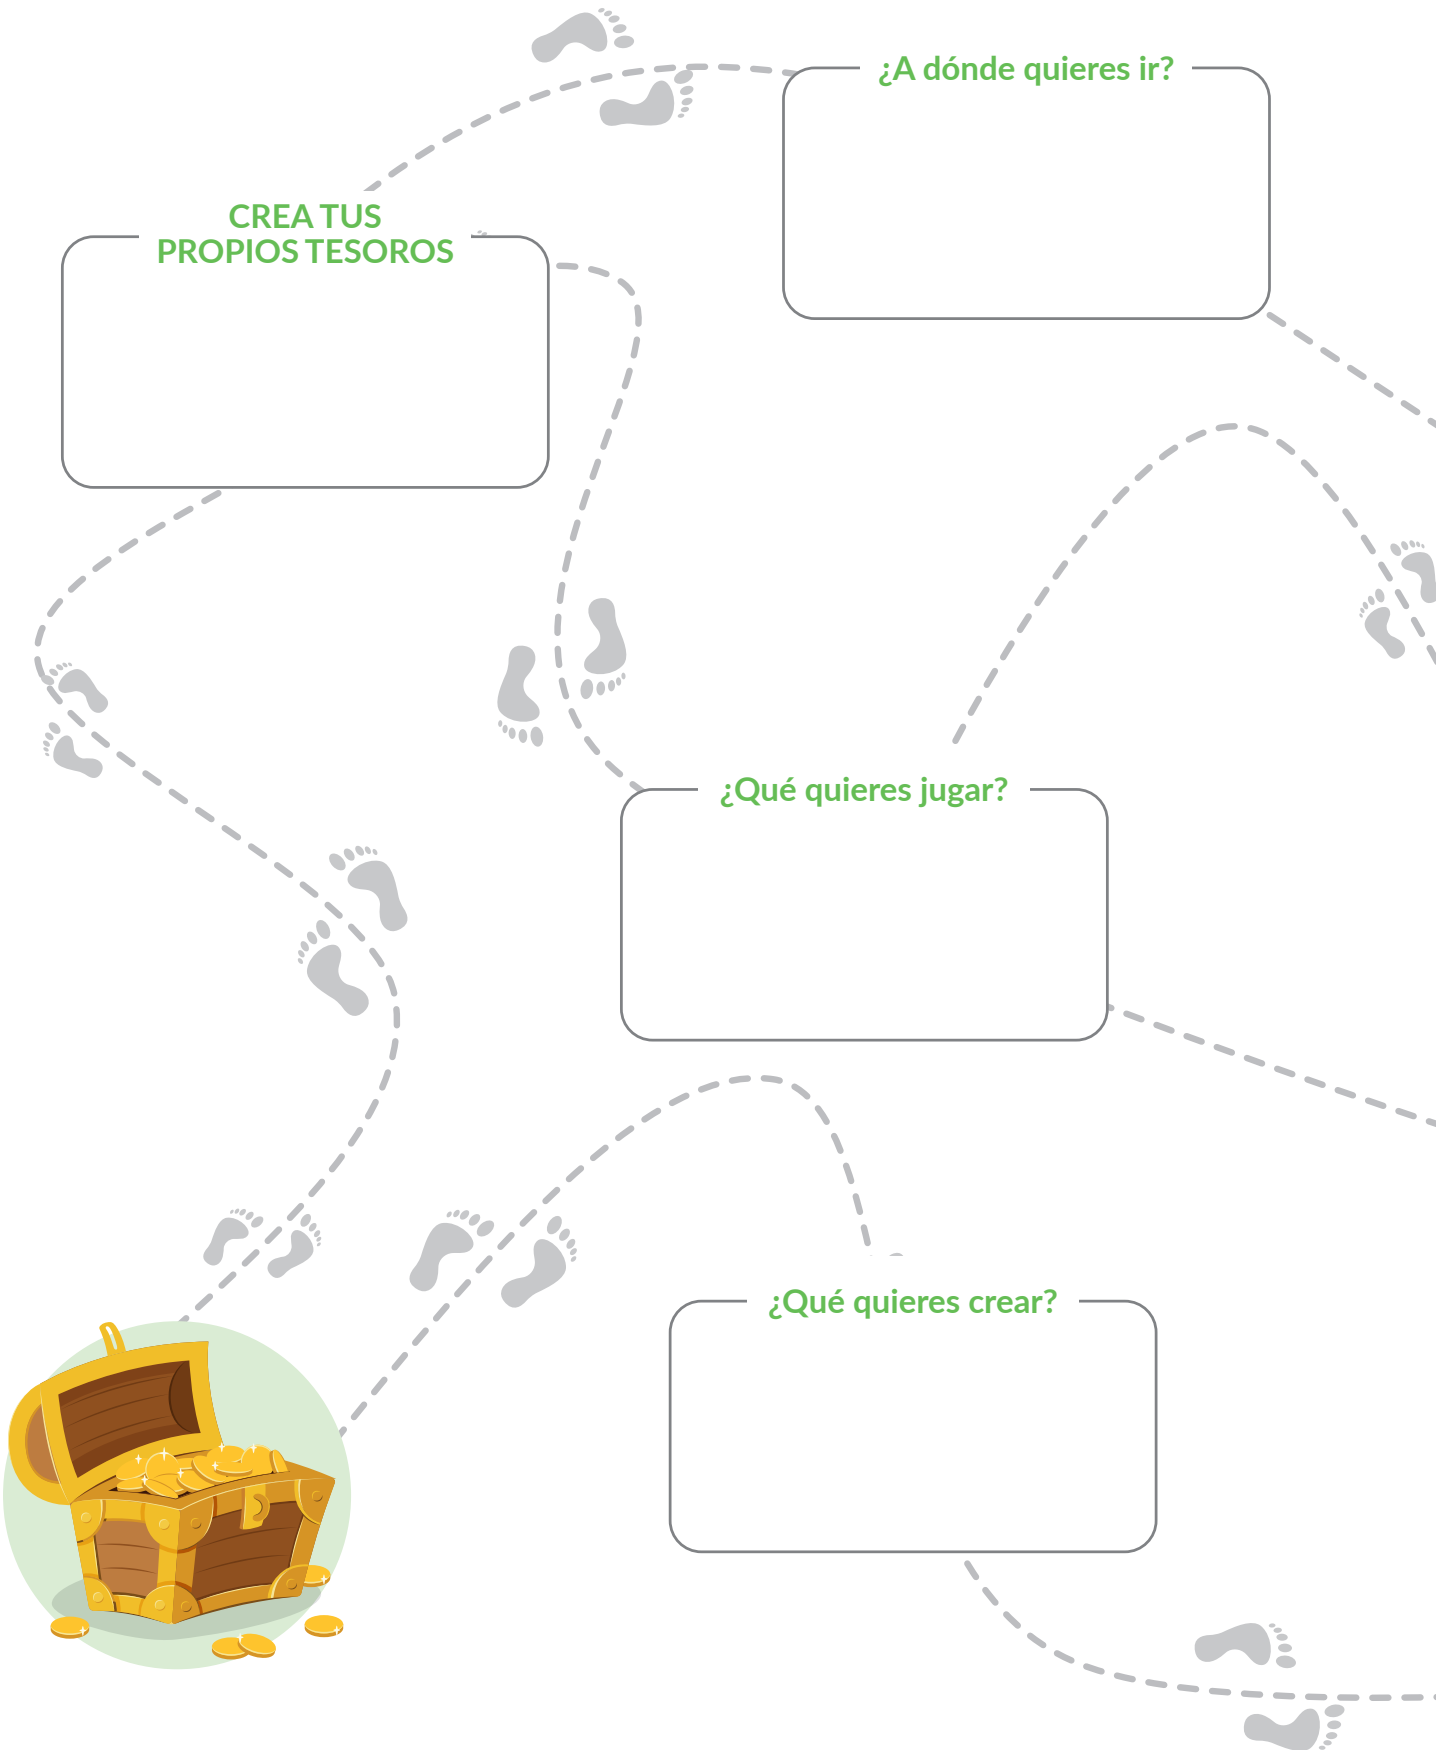 ¿A dónde quieres ir?
CREA TUS
PROPIOS TESOROS
¿Qué quieres jugar?
¿Qué quieres crear?